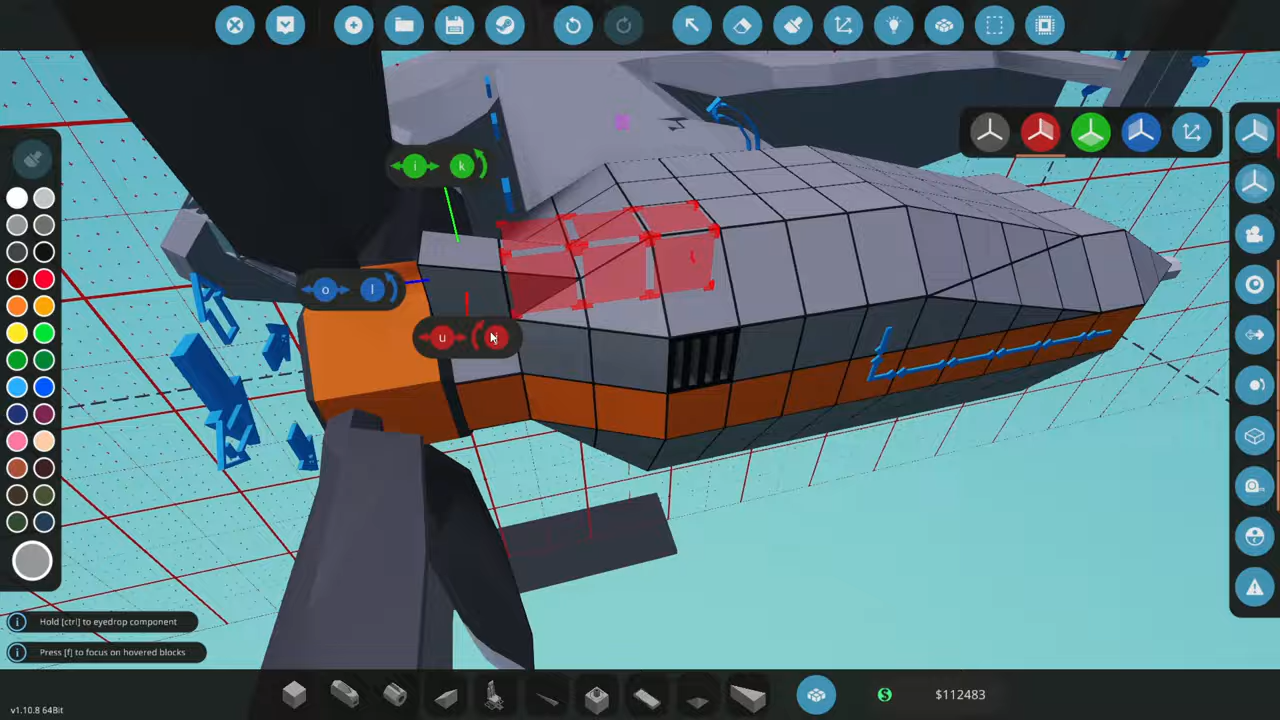 i k
o l
u j
Hold [ctrl] to eyedrop component
Press [f] to focus on hovered blocks
$ $112483
v1.10.8 64Bit